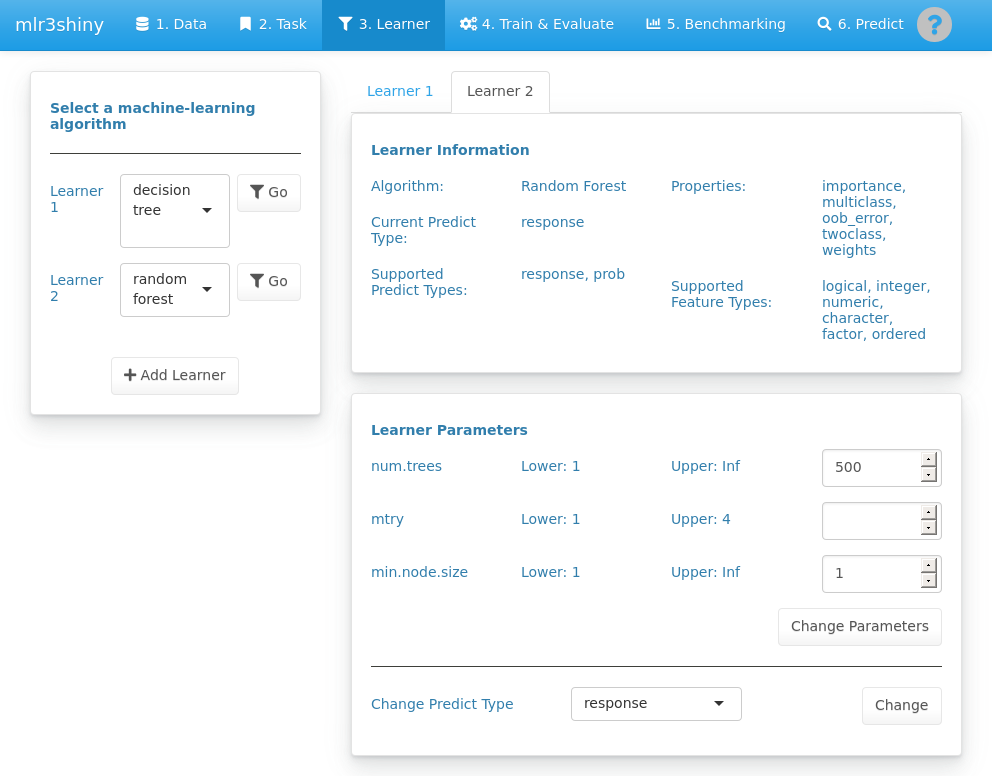 mlr3shiny 1. Data 2. Task 3. Learner 4. Train & Evaluate 5. Benchmarking 6. Predict ?
Select a machine-learning
algorithm
Learner
1
decision
tree
Go
Learner
2
random
forest
Go
Add Learner
Learner 1 Learner 2
Learner Information
Algorithm: Random Forest
Current Predict
Type:
response
Supported
Predict Types:
response, prob
Properties:
importance,
multiclass,
oob_error,
twoclass,
weights
Supported
Feature Types:
logical, integer,
numeric,
character,
factor, ordered
Learner Parameters
num.trees Lower: 1 Upper: Inf 500
mtry Lower: 1 Upper: 4
min.node.size Lower: 1 Upper: Inf 1
Change Parameters
Change Predict Type response Change